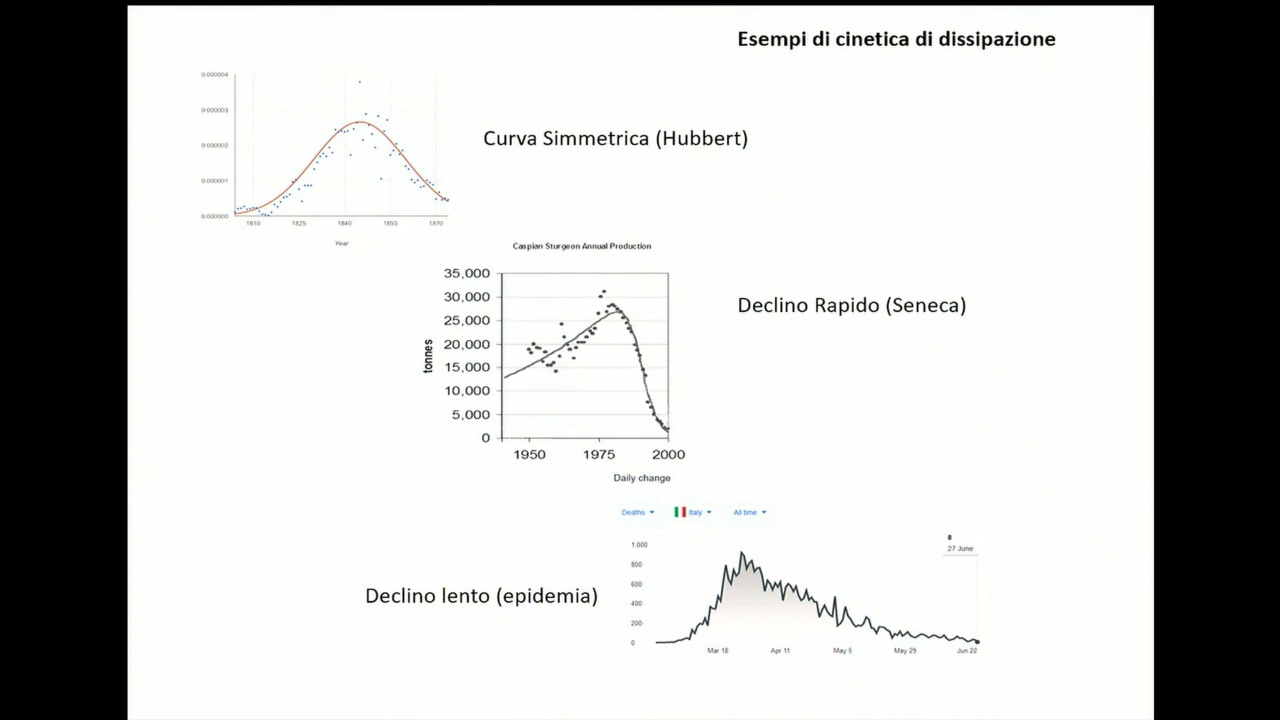 Esempi di cinetica di dissipazione
0.000004
0.000003
0.000002
0.000001
0.000000
1810 1825 1840 1855 1870
Year
Curva Simmetrica (Hubbert)
Caspian Sturgeon Annual Production
35,000
30,000
25,000
20,000
15,000
10,000
5,000
0
tonnes
1950 1975 2000
Declino Rapido (Seneca)
Daily change
Deaths Italy All time
8
27 June
1.000
800
600
400
200
0
Mar 18 Apr 11 May 5 May 29 Jun 22
Declino lento (epidemia)